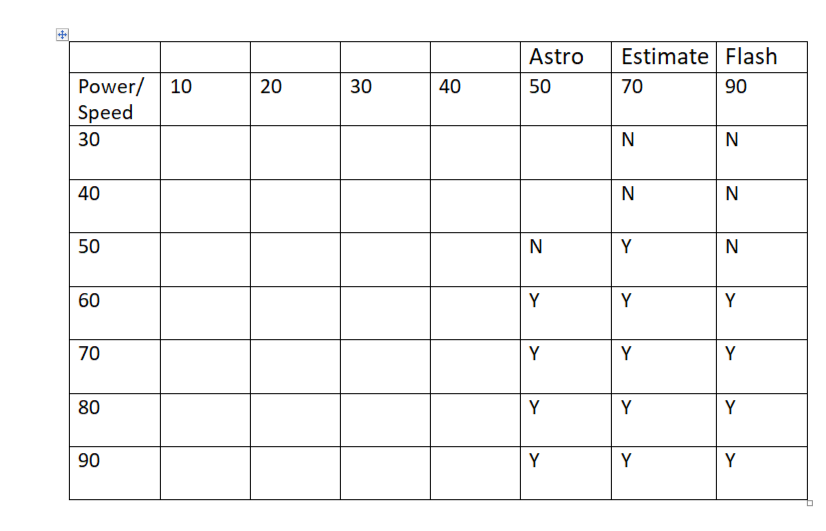 Astro Estimate Flash
Power/ 10 20 30 40 50 70 90
Speed
30 N N
40 N N
50 N Y N
60 Y Y Y
70 Y Y Y
80 Y Y Y
90 Y Y Y